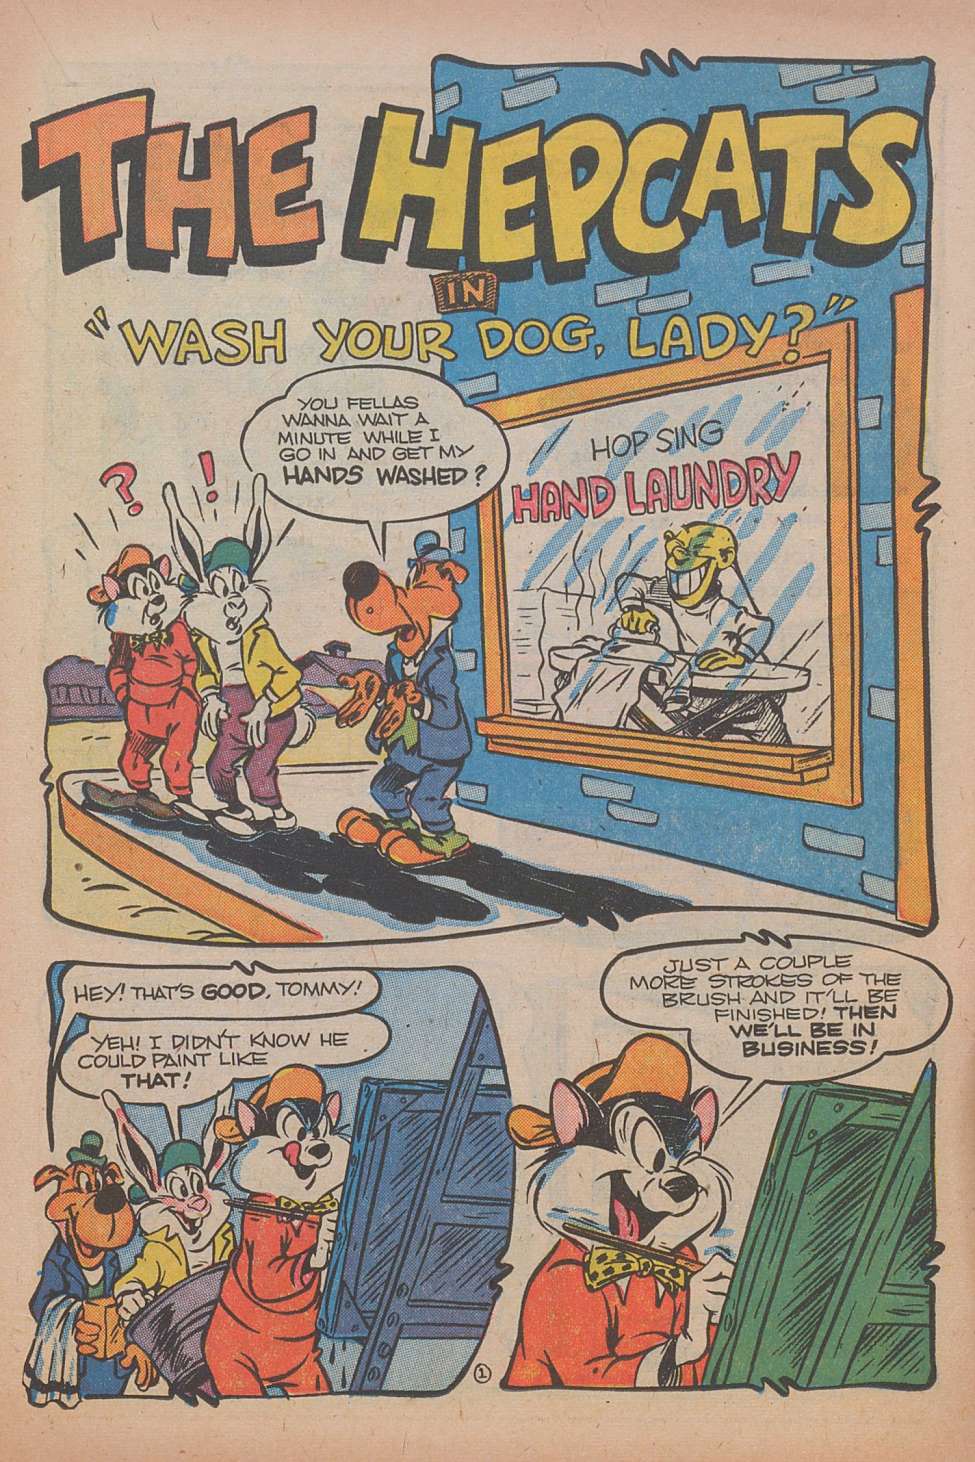 THE HEPCATS
IN
"WASH YOUR DOG, LADY?"
YOU FELLAS
WANNA WAIT A
MINUTE WHILE I
GO IN AND GET MY
HANDS WASHED?
?
!
HOP SING
HAND LAUNDRY
HEY! THAT'S GOOD, TOMMY!
YEH! I DIDN'T KNOW HE
COULD PAINT LIKE
THAT!
1
JUST A COUPLE
MORE STROKES OF THE
BRUSH AND IT'LL BE
FINISHED! THEN
WE'LL BE IN
BUSINESS!